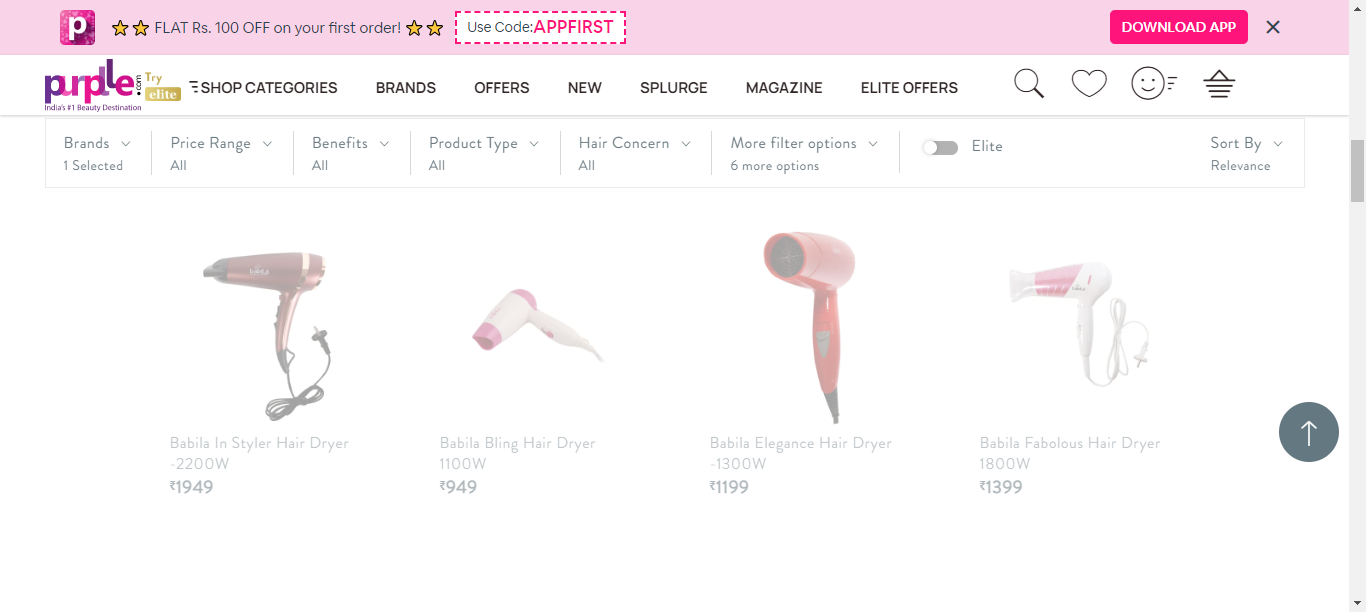 FLAT Rs. 100 OFF on your first order!
Use Code:APPFIRST
DOWNLOAD APP
purplle.com
India's #1 Beauty Destination
Try
elite
SHOP CATEGORIES
BRANDS
OFFERS
NEW
SPLURGE
MAGAZINE
ELITE OFFERS
Brands
1 Selected
Price Range
All
Benefits
All
Product Type
All
Hair Concern
All
More filter options
6 more options
Elite
Sort By
Relevance
Babila In Styler Hair Dryer
-2200W
₹1949
Babila Bling Hair Dryer
1100W
₹949
Babila Elegance Hair Dryer
-1300W
₹1199
Babila Fabolous Hair Dryer
1800W
₹1399